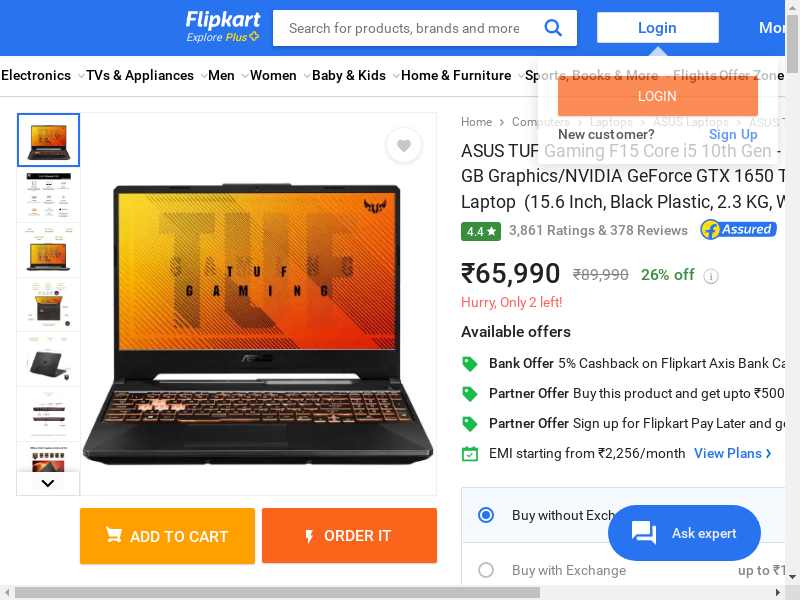 Flipkart
Explore Plus
Search for products, brands and more
Login
Mor
Electronics
TVs & Appliances
Men
Women
Baby & Kids
Home & Furniture
Sports, Books & More
Flights
Offer Zone
LOGIN
New customer?
Sign Up
Home
Computers
Laptops
ASUS Laptops
ASUS T
ASUS TUF Gaming F15 Core i5 10th Gen -
GB Graphics/NVIDIA GeForce GTX 1650 T
Laptop (15.6 Inch, Black Plastic, 2.3 KG, W
4.4
3,861 Ratings & 378 Reviews
Assured
₹65,990
₹89,990
26% off
i
Hurry, Only 2 left!
Available offers
Bank Offer 5% Cashback on Flipkart Axis Bank Ca
Partner Offer Buy this product and get upto ₹500
Partner Offer Sign up for Flipkart Pay Later and ge
EMI starting from ₹2,256/month
View Plans
TUF
GAMING
ASUS
ADD TO CART
ORDER IT
Buy without Exch
Ask expert
Buy with Exchange
up to ₹1